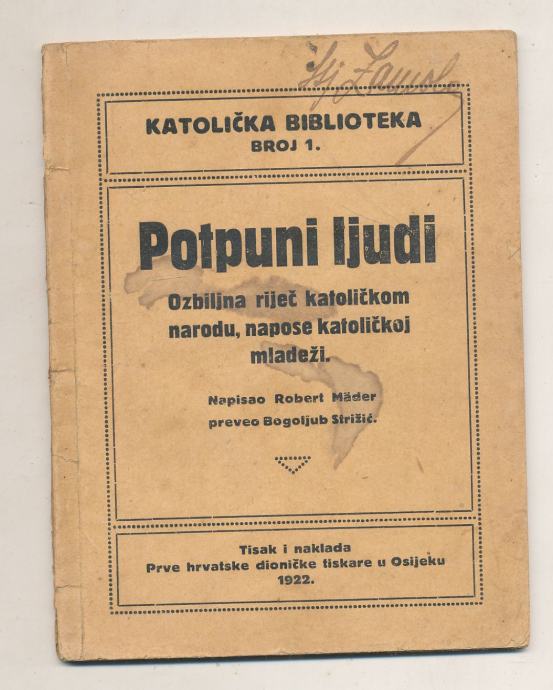 KATOLIČKA BIBLIOTEKA
BROJ 1.
Potpuni ljudi
Ozbiljna riječ katoličkom
narodu, napose katoličkoj
mladeži.
Napisao Robert Mäder
preveo Bogoljub Strižić.
Tisak i naklada
Prve hrvatske dioničke tiskare u Osijeku
1922.